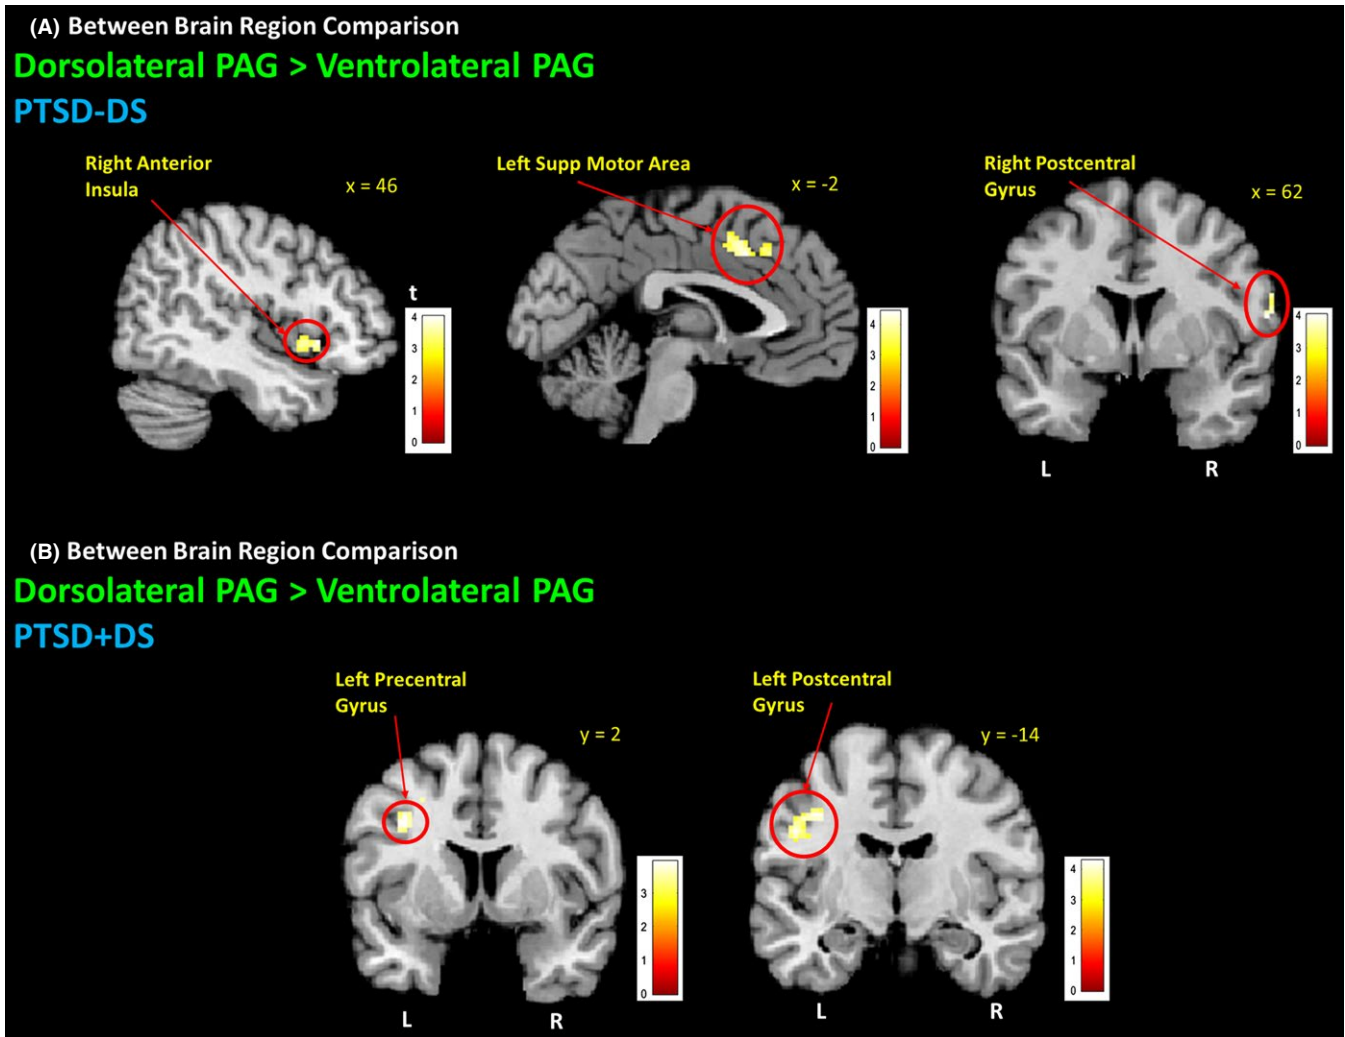 (A) Between Brain Region Comparison
Dorsolateral PAG > Ventrolateral PAG
PTSD-DS
Right Anterior
Insula
x = 46
t
4
3
2
1
0
Left Supp Motor Area
x = -2
4
3
2
1
0
Right Postcentral
Gyrus
x = 62
4
3
2
1
0
L R
(B) Between Brain Region Comparison
Dorsolateral PAG > Ventrolateral PAG
PTSD+DS
Left Precentral
Gyrus
y = 2
3
2
1
0
L R
Left Postcentral
Gyrus
y = -14
4
3
2
1
0
L R